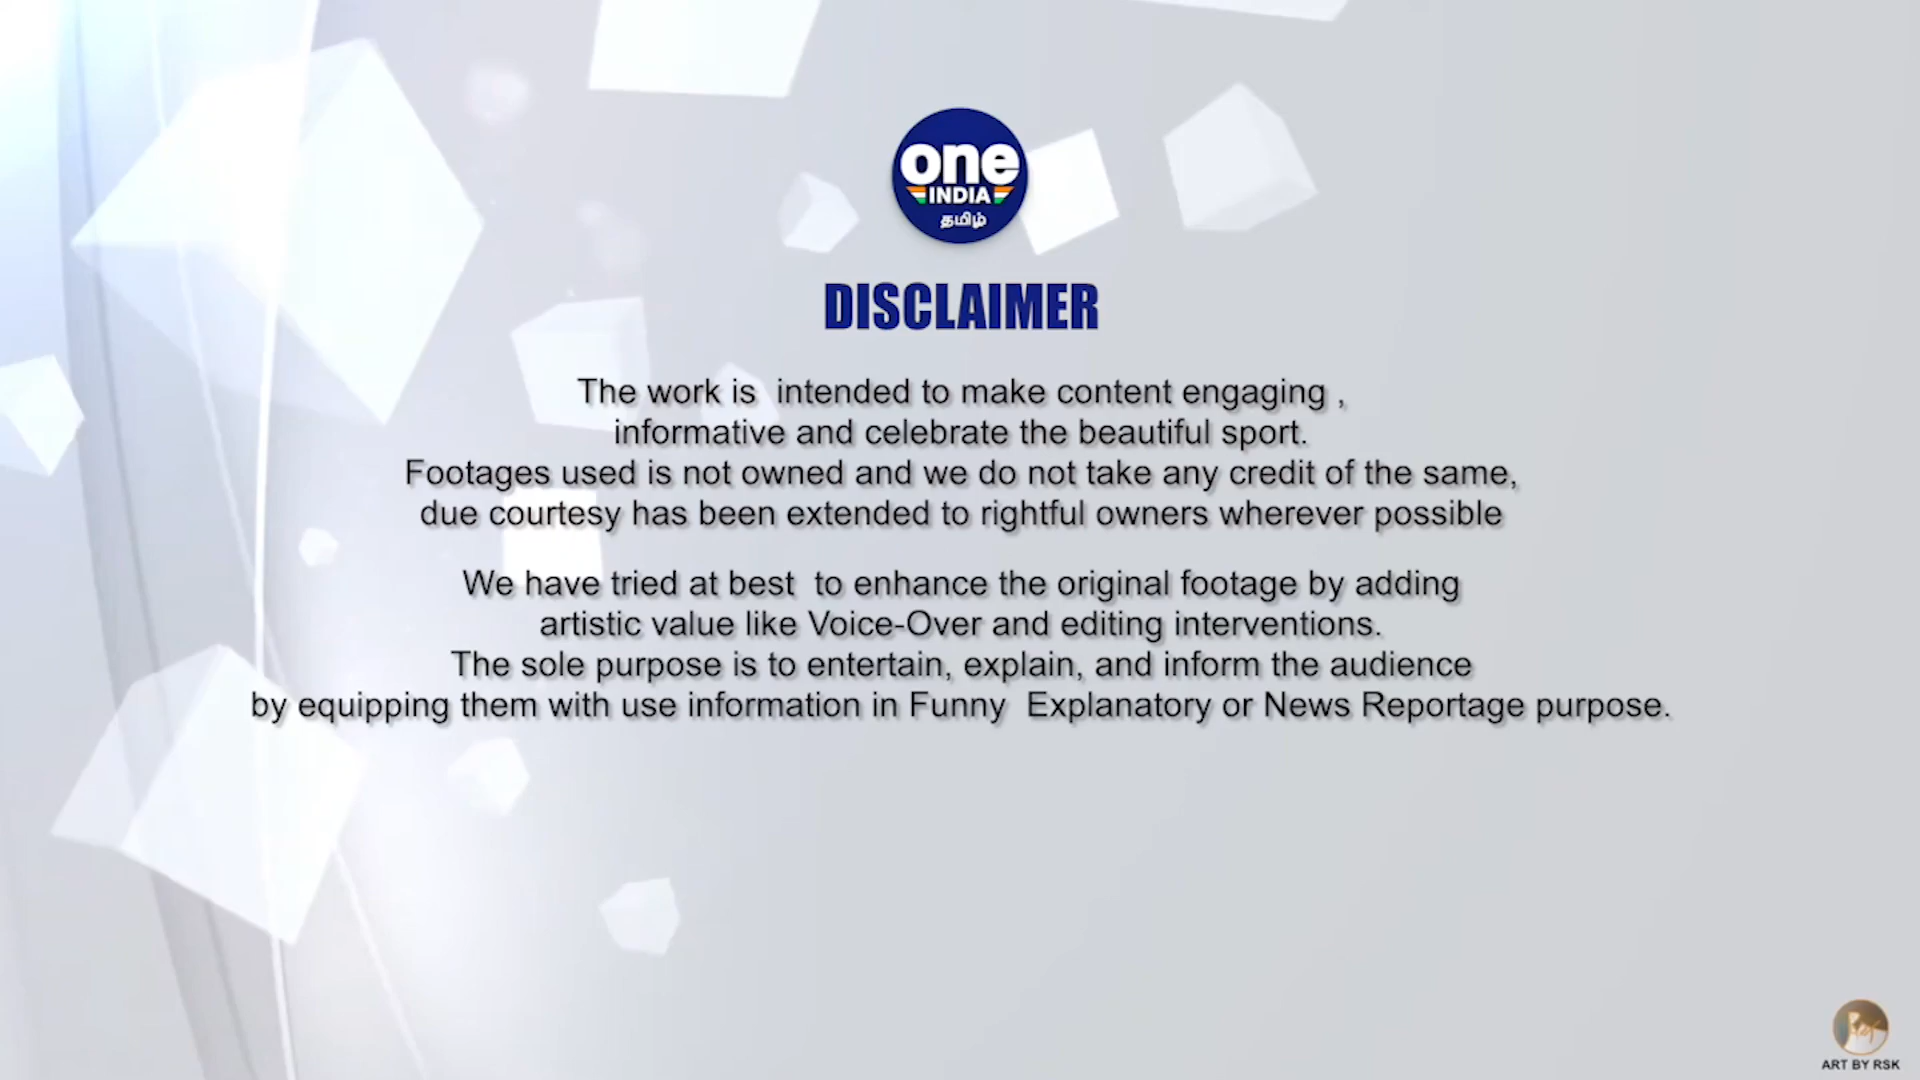 one
INDIA
தமிழ்
DISCLAIMER
The work is  intended to make content engaging ,
informative and celebrate the beautiful sport.
Footages used is not owned and we do not take any credit of the same,
due courtesy has been extended to rightful owners wherever possible
We have tried at best  to enhance the original footage by adding
artistic value like Voice-Over and editing interventions.
The sole purpose is to entertain, explain, and inform the audience
by equipping them with use information in Funny  Explanatory or News Reportage purpose.
ART BY RSK